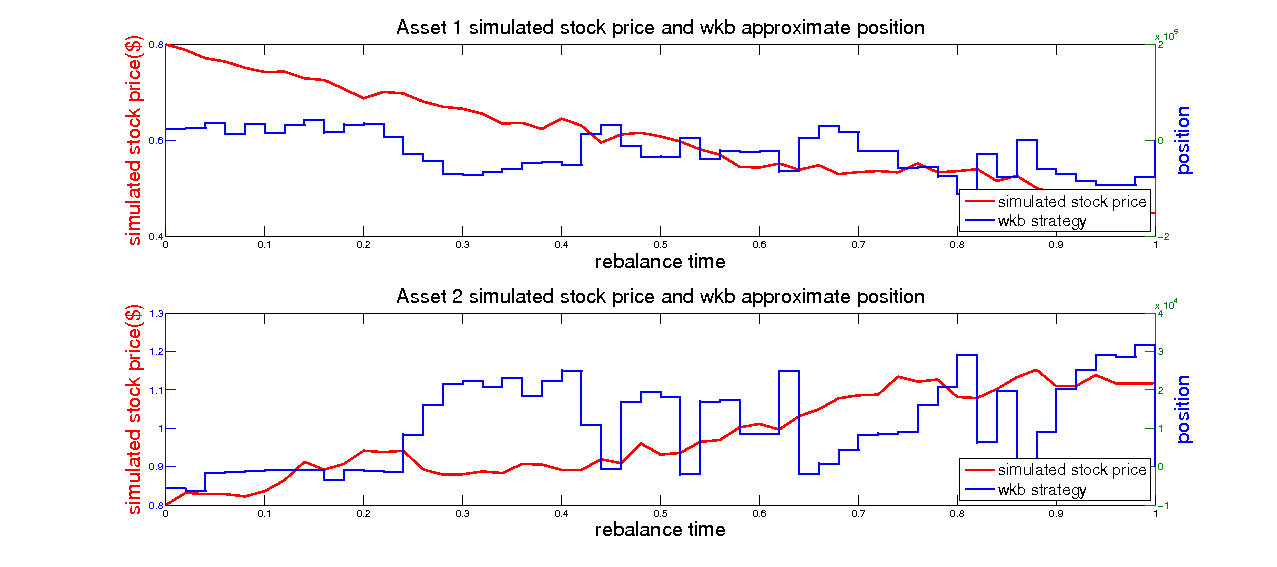 Asset 1 simulated stock price and wkb approximate position
x 10^5
0.8
0.6
0.4
2
0
-2
simulated stock price($)
position
simulated stock price
wkb strategy
0 0.1 0.2 0.3 0.4 0.5 0.6 0.7 0.8 0.9 1
rebalance time
Asset 2 simulated stock price and wkb approximate position
x 10^4
1.3
1.2
1.1
1
0.9
0.8
4
3
2
1
0
-1
simulated stock price($)
position
simulated stock price
wkb strategy
0 0.1 0.2 0.3 0.4 0.5 0.6 0.7 0.8 0.9 1
rebalance time